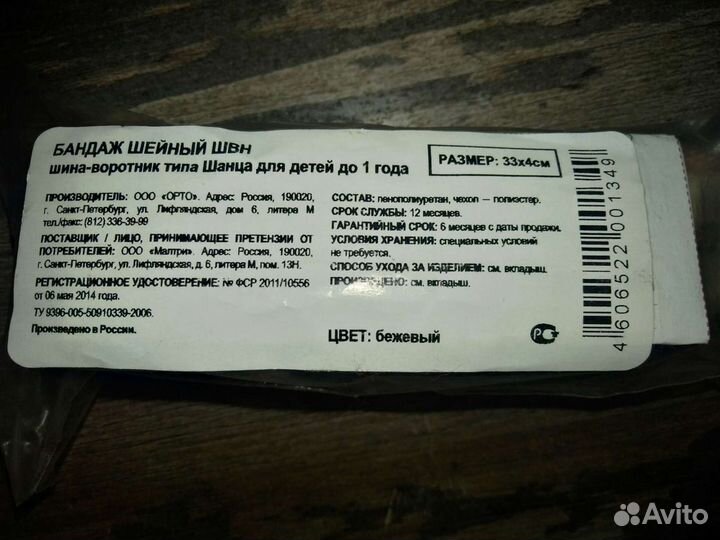 БАНДАЖ ШЕЙНЫЙ ШВН
шина-воротник типа Шанца для детей до 1 года
РАЗМЕР: 33х4см
ПРОИЗВОДИТЕЛЬ: ООО «ОРТО». Адрес: Россия, 190020,
г. Санкт-Петербург, ул. Лифляндская, дом 6, литера М
тел./факс: (812) 336-39-99
ПОСТАВЩИК / ЛИЦО, ПРИНИМАЮЩЕЕ ПРЕТЕНЗИИ ОТ
ПОТРЕБИТЕЛЕЙ: ООО «Малтри». Адрес: Россия, 190020,
г. Санкт-Петербург, ул. Лифляндская, д. 6, литера М, пом. 13Н.
РЕГИСТРАЦИОННОЕ УДОСТОВЕРЕНИЕ: № ФСР 2011/10556
от 06 мая 2014 года.
ТУ 9396-005-50910339-2006.
Произведено в России.
СОСТАВ: пенополиуретан, чехол — полиэстер.
СРОК СЛУЖБЫ: 12 месяцев.
ГАРАНТИЙНЫЙ СРОК: 6 месяцев с даты продажи.
УСЛОВИЯ ХРАНЕНИЯ: специальных условий
не требуется.
СПОСОБ УХОДА ЗА ИЗДЕЛИЕМ: см. вкладыш.
ПРОИЗВЕДЕНО: см. вкладыш.
ЦВЕТ: бежевый
4 606522 001349
Avito